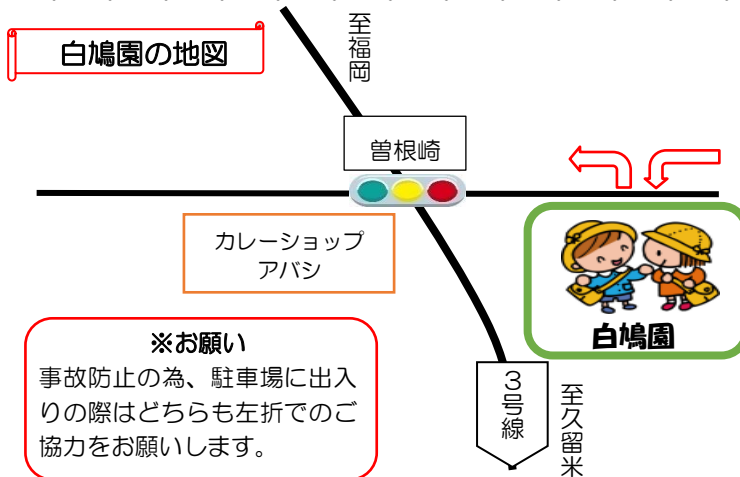 白鳩園の地図
至福岡
曽根崎
カレーショップ
アバシ
白鳩園
※お願い
事故防止の為、駐車場に出入
りの際はどちらも左折でのご
協力をお願いします。
３号線
至久留米